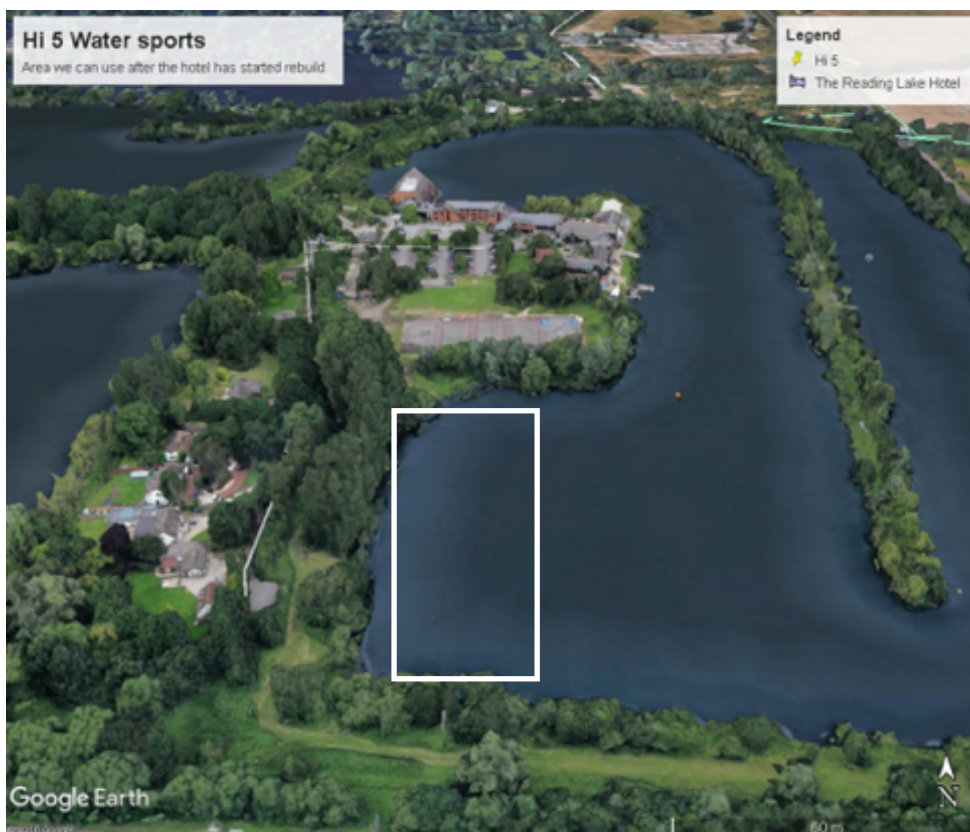 Hi 5 Water sports
Area we can use after the hotel has started rebuild.
Legend
Hi 5
The Reading Lake Hotel
Google Earth
N
60 m